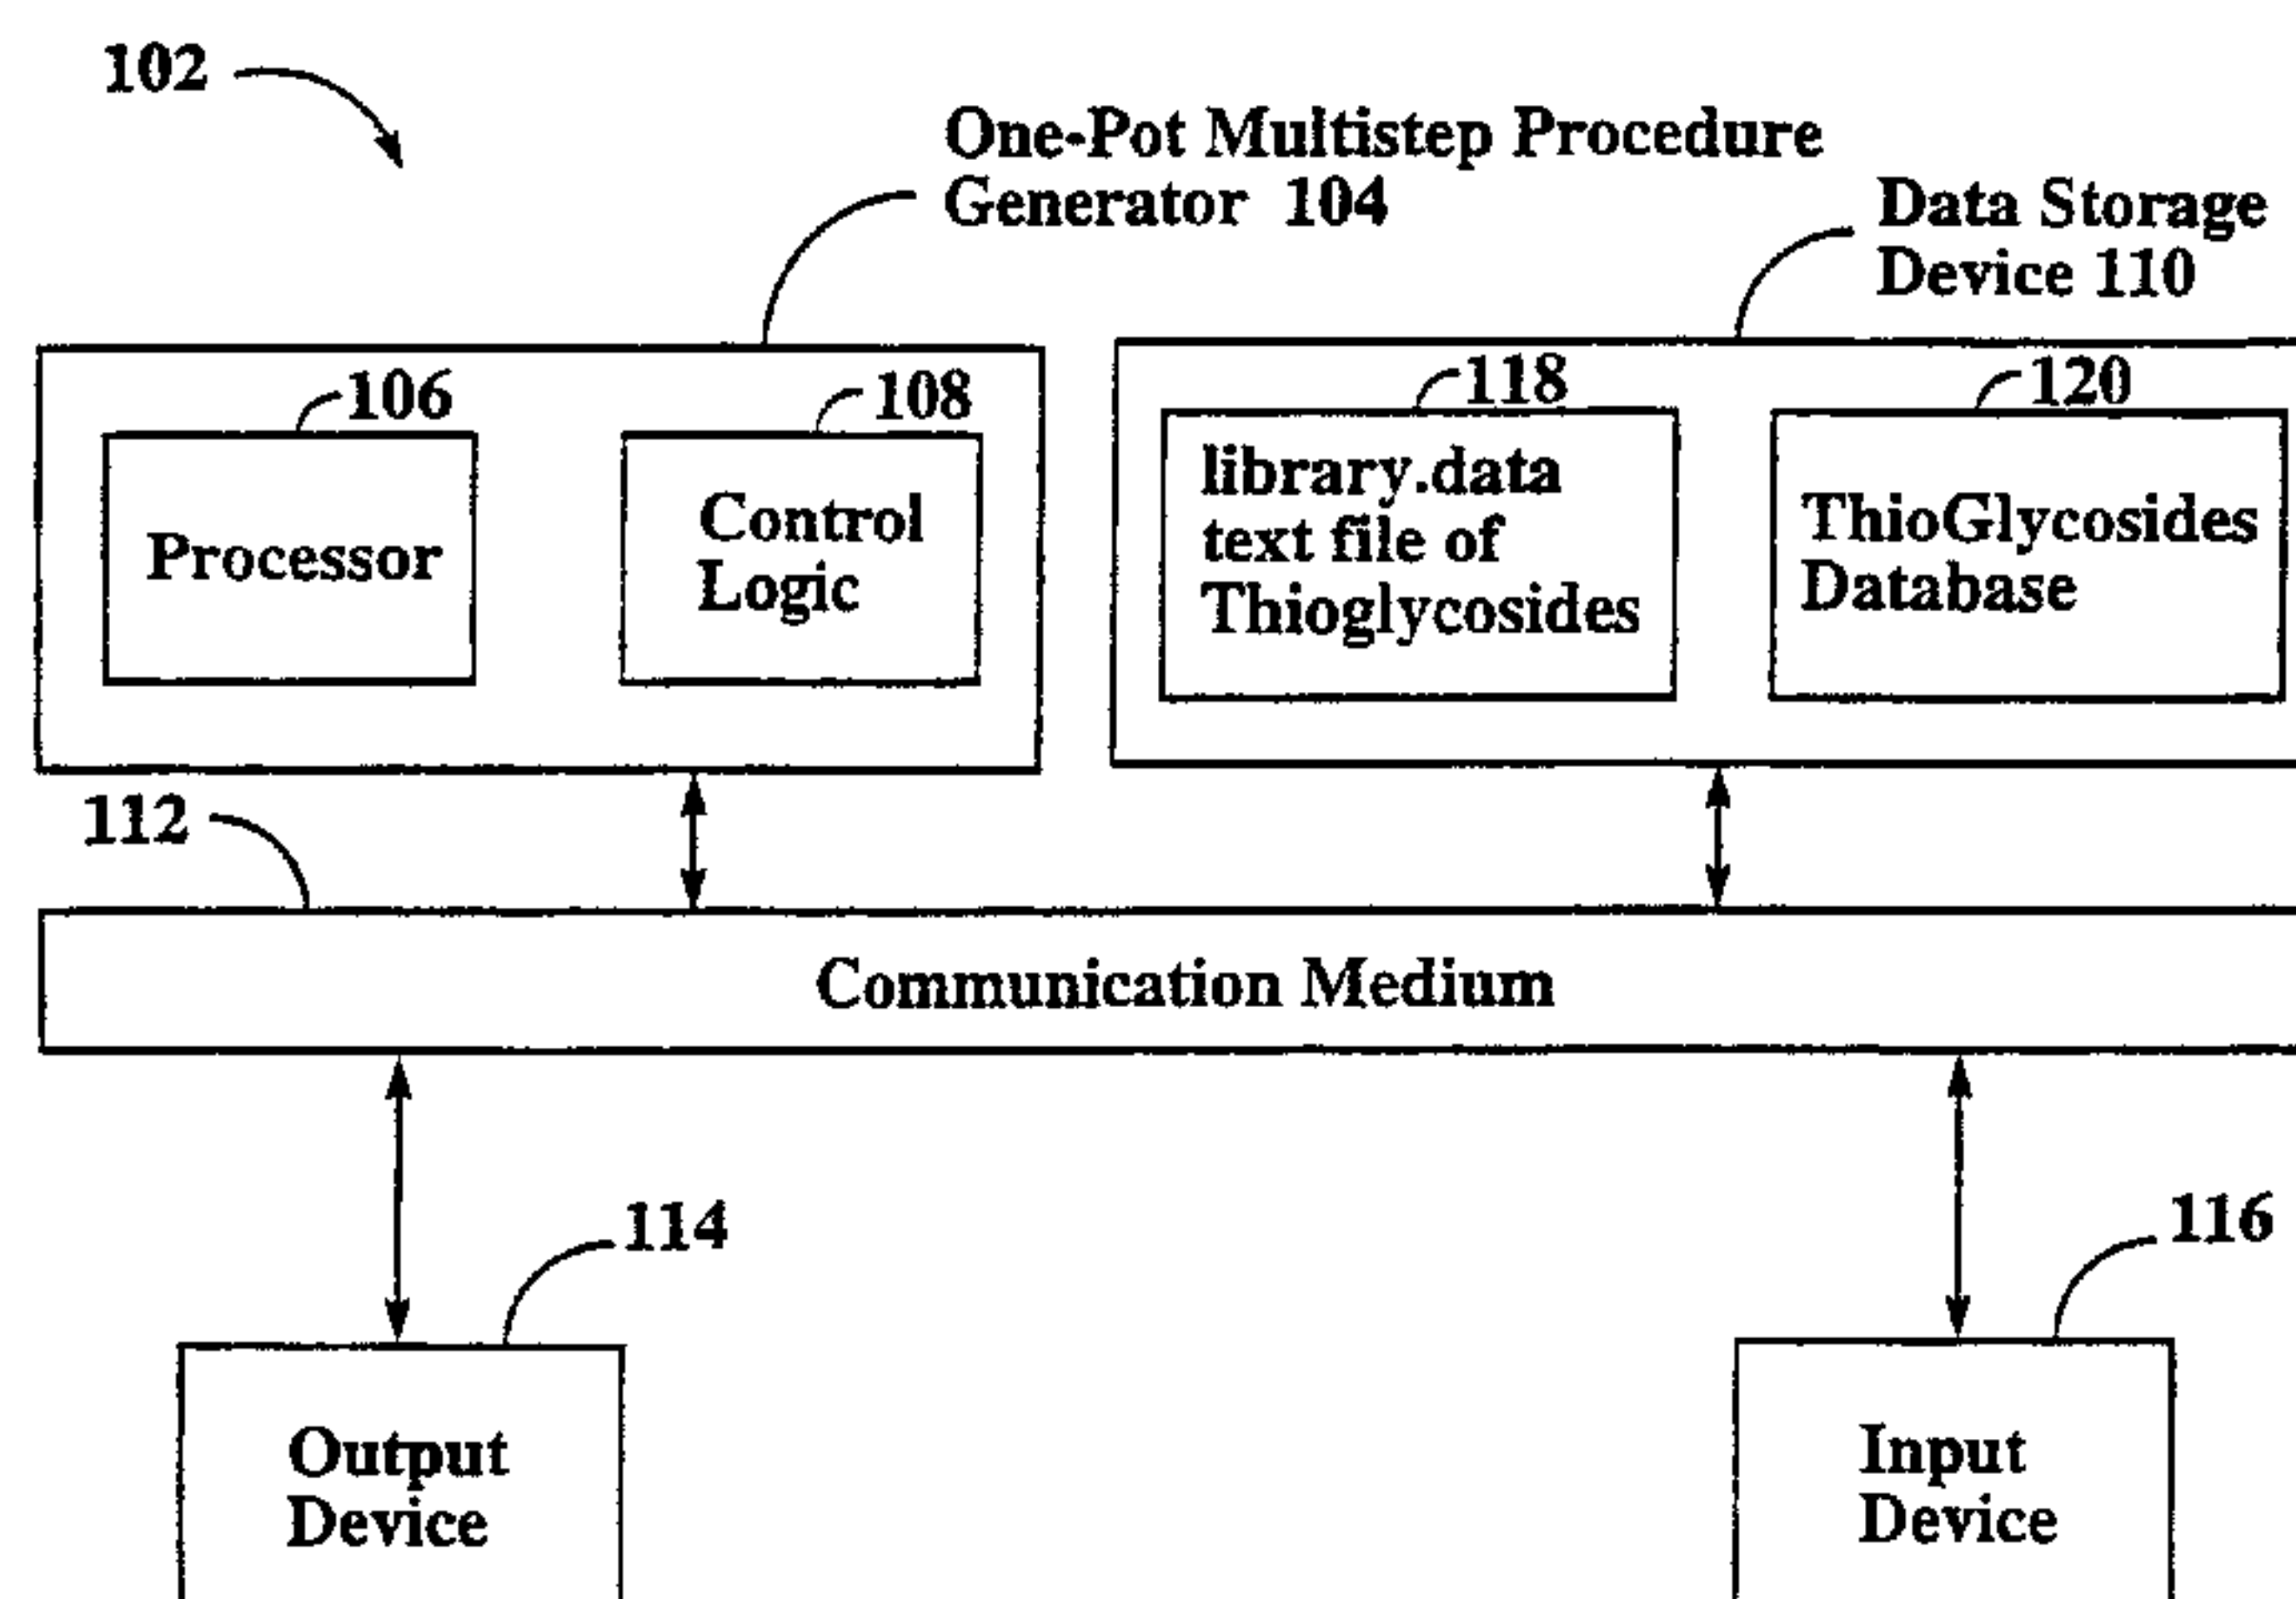 102
One-Pot Multistep Procedure
Generator 104
Data Storage
Device 110
106
108
118
120
Processor
Control
Logic
library.data
text file of
Thioglycosides
ThioGlycosides
Database
112
Communication Medium
114
116
Output
Device
Input
Device